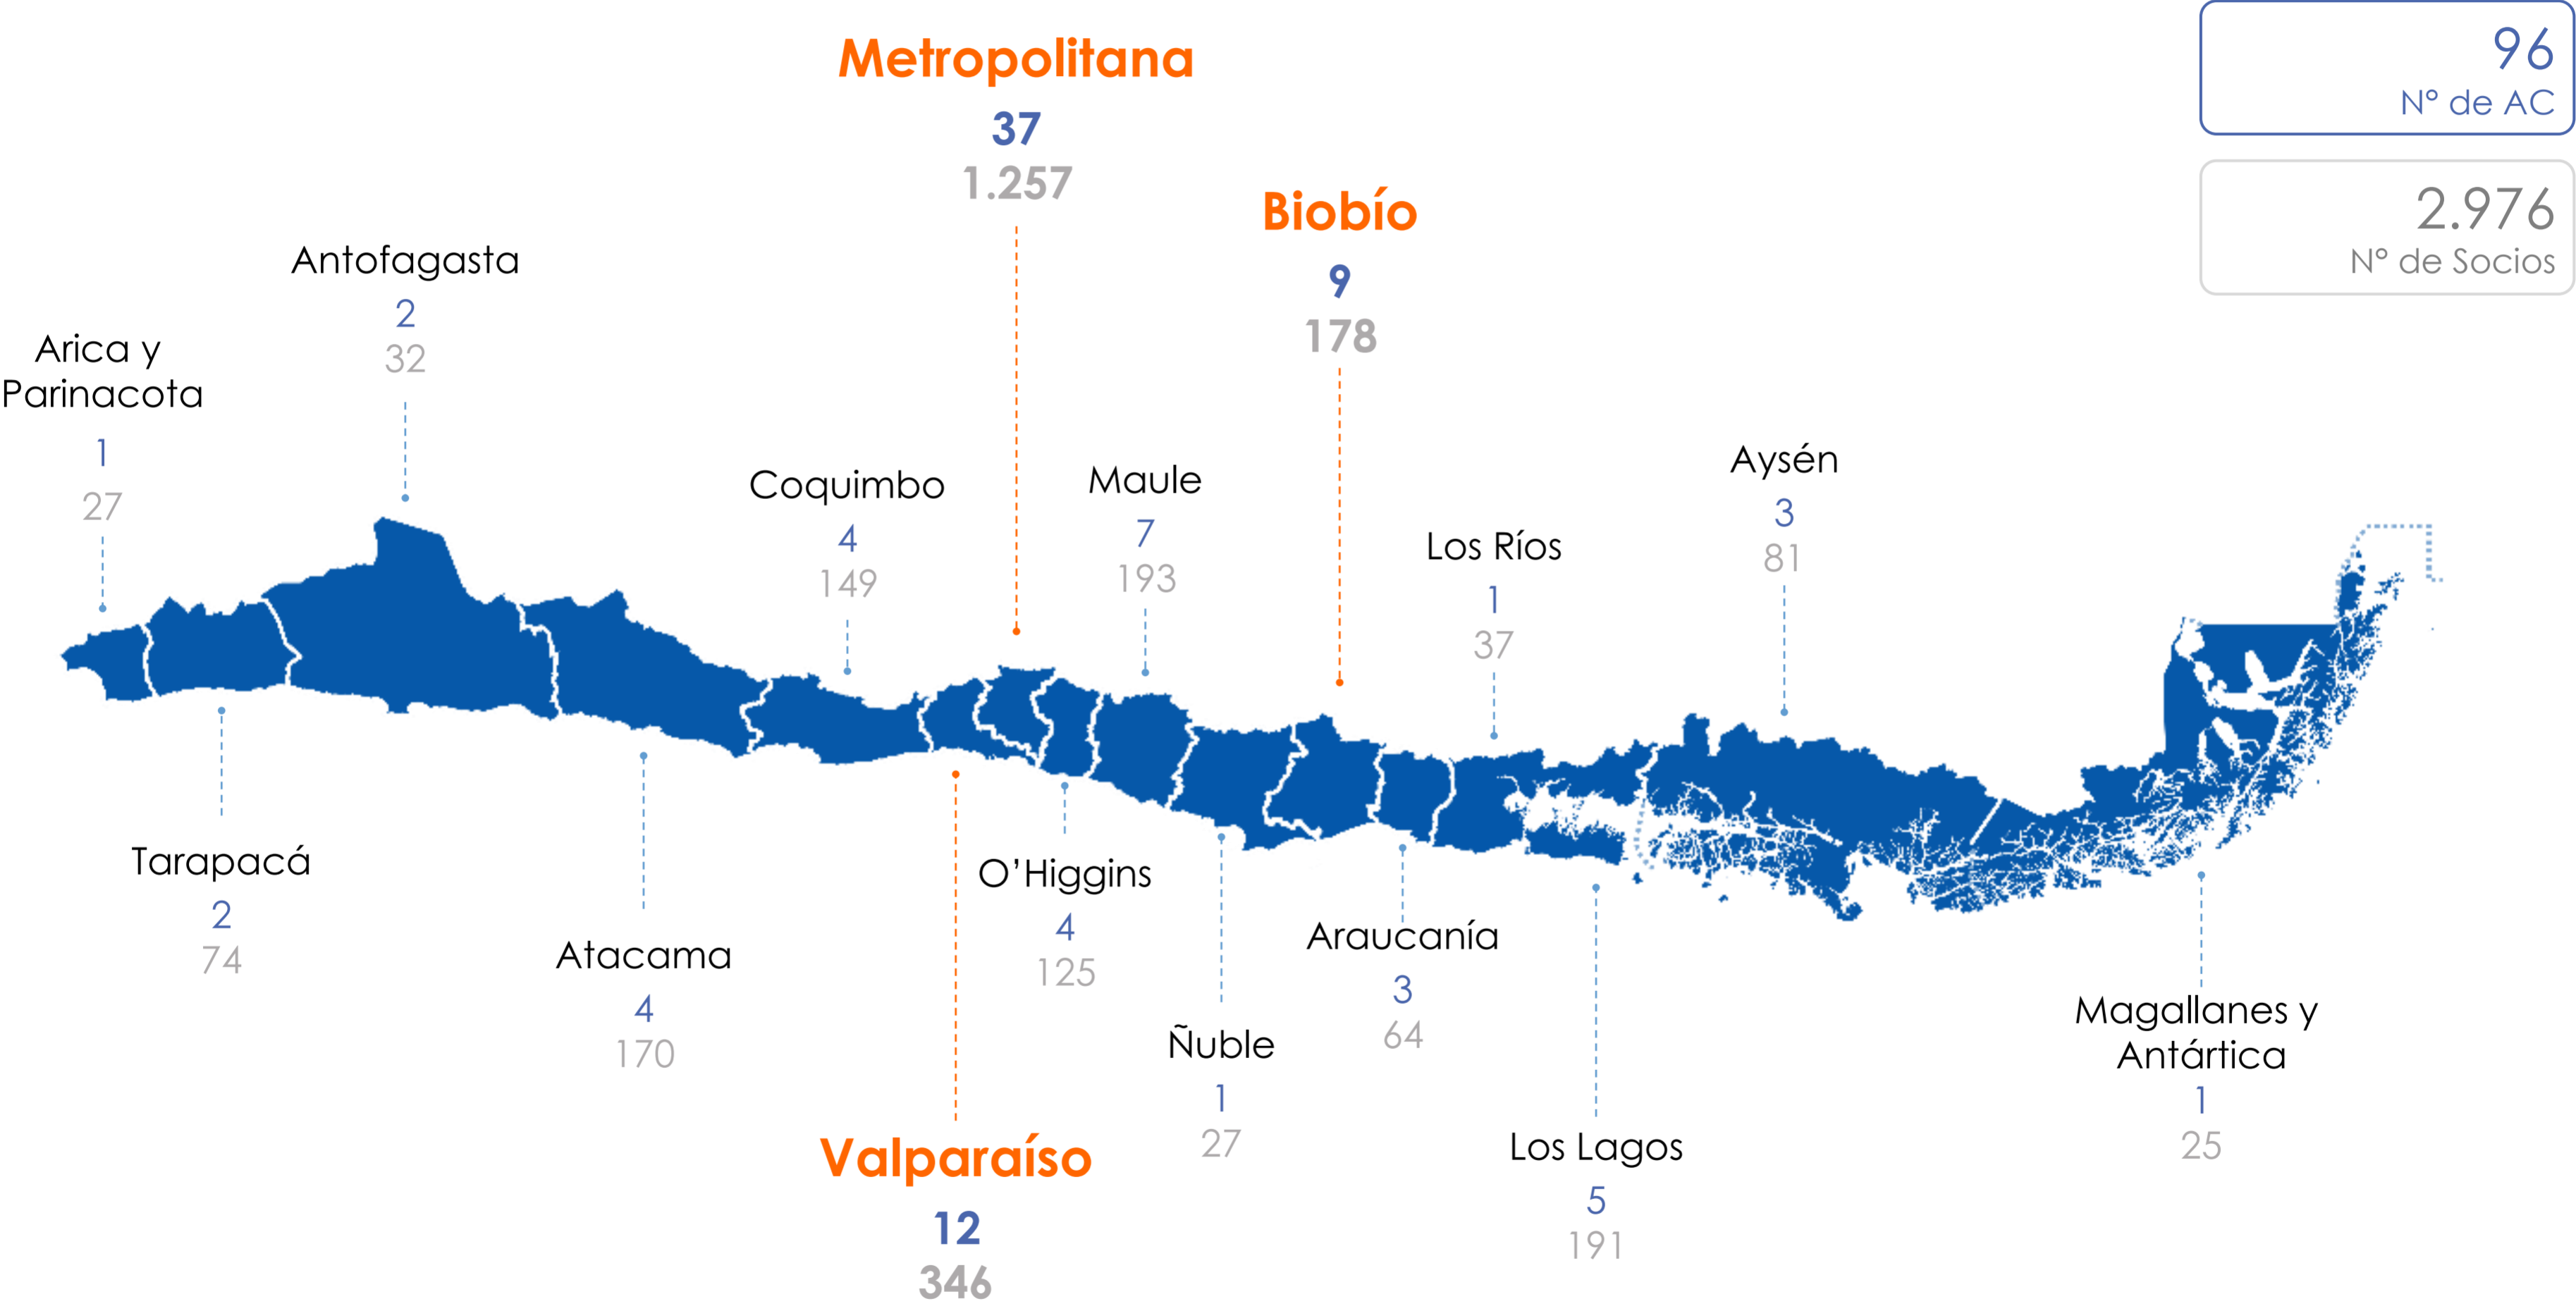 Metropolitana
37
1.257
96
N° de AC
2.976
N° de Socios
Biobío
9
178
Antofagasta
2
32
Arica y
Parinacota
1
27
Coquimbo
4
149
Maule
7
193
Los Ríos
1
37
Aysén
3
81
Tarapacá
2
74
Atacama
4
170
O’Higgins
4
125
Araucanía
3
64
Ñuble
1
27
Valparaíso
12
346
Los Lagos
5
191
Magallanes y
Antártica
1
25